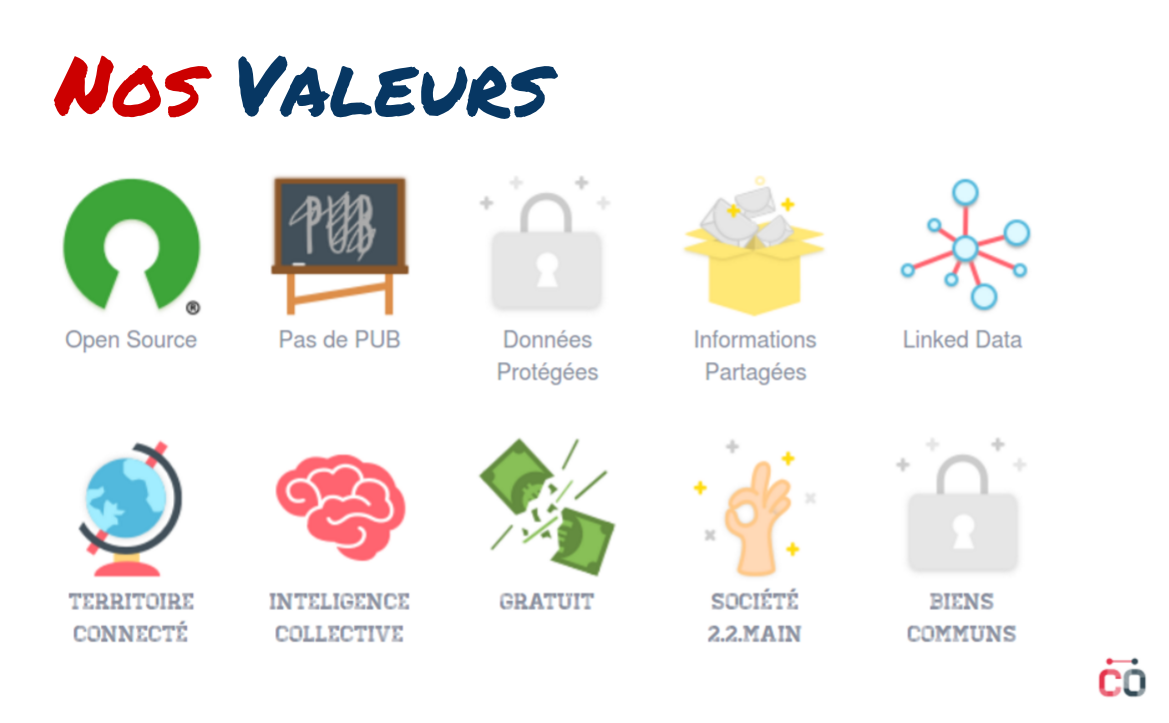 Nos Valeurs
PUB
®
Open Source
Pas de PUB
Données
Protégées
Informations
Partagées
Linked Data
TERRITOIRE
CONNECTÉ
INTELIGENCE
COLLECTIVE
GRATUIT
SOCIÉTÉ
2.2.MAIN
BIENS
COMMUNS
CO